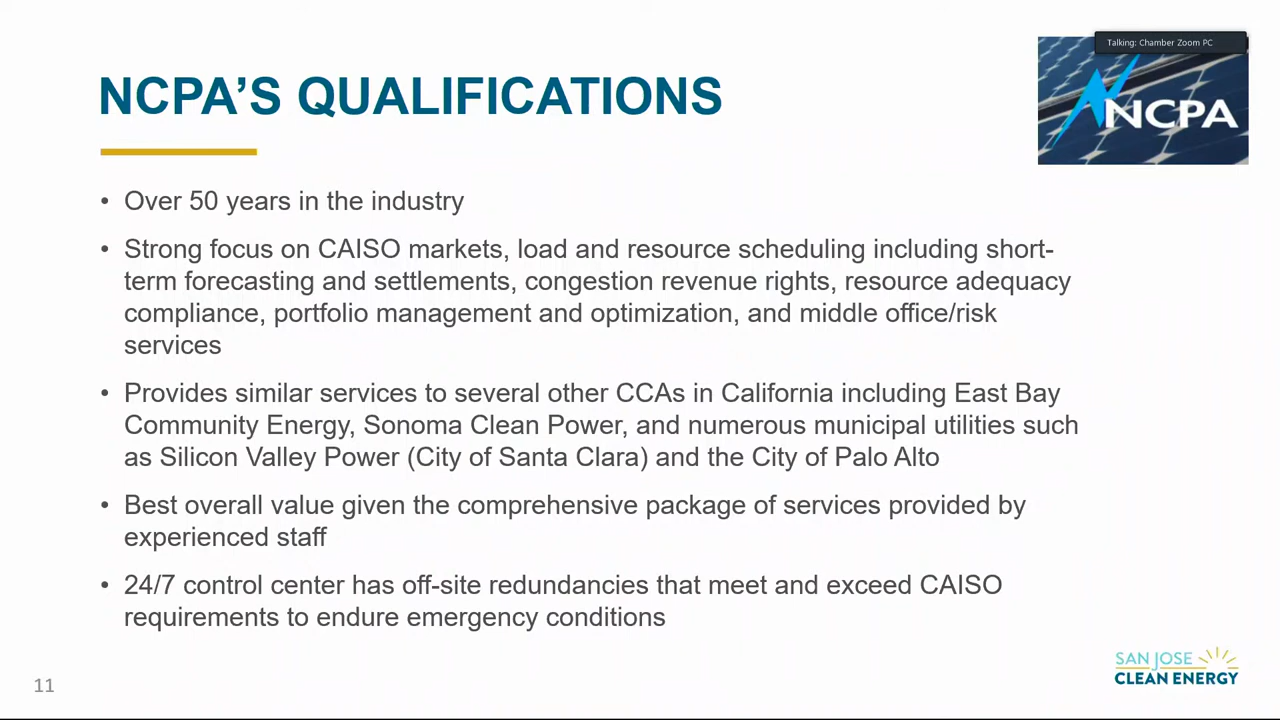 Talking: Chamber Zoom PC
NCPA
NCPA’S QUALIFICATIONS
• Over 50 years in the industry
• Strong focus on CAISO markets, load and resource scheduling including short-
term forecasting and settlements, congestion revenue rights, resource adequacy
compliance, portfolio management and optimization, and middle office/risk
services
• Provides similar services to several other CCAs in California including East Bay
Community Energy, Sonoma Clean Power, and numerous municipal utilities such
as Silicon Valley Power (City of Santa Clara) and the City of Palo Alto
• Best overall value given the comprehensive package of services provided by
experienced staff
• 24/7 control center has off-site redundancies that meet and exceed CAISO
requirements to endure emergency conditions
SAN JOSE
CLEAN ENERGY
11